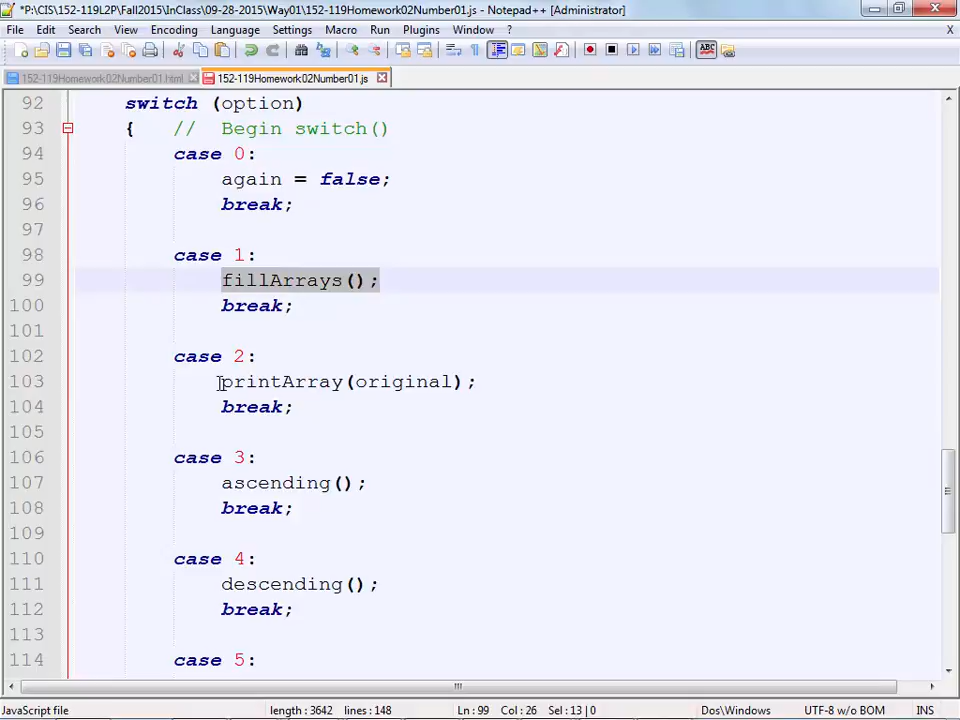 *P:\CIS\152-119L2P\Fall2015\InClass\09-28-2015\Way01\152-119Homework02Number01.js - Notepad++ [Administrator]
File Edit Search View Encoding Language Settings Macro Run Plugins Window ? X
ABC
152-119Homework02Number01.html 152-119Homework02Number01.js
92 switch (option)
93 { // Begin switch()
94 case 0:
95 again = false;
96 break;
97
98 case 1:
99 fillArrays();
100 break;
101
102 case 2:
103 printArray(original);
104 break;
105
106 case 3:
107 ascending();
108 break;
109
110 case 4:
111 descending();
112 break;
113
114 case 5:
JavaScript file length : 3642 lines : 148 Ln : 99 Col : 26 Sel : 13 | 0 Dos\Windows UTF-8 w/o BOM INS